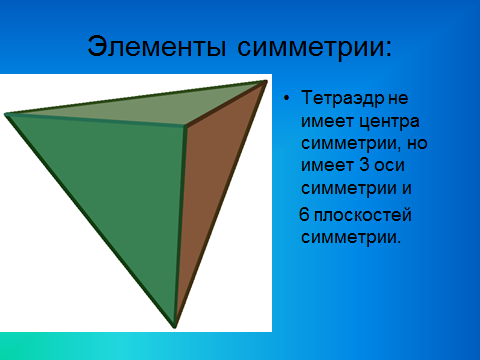 Элементы симметрии:
• Тетраэдр не
имеет центра
симметрии, но
имеет 3 оси
симметрии и
6 плоскостей
симметрии.